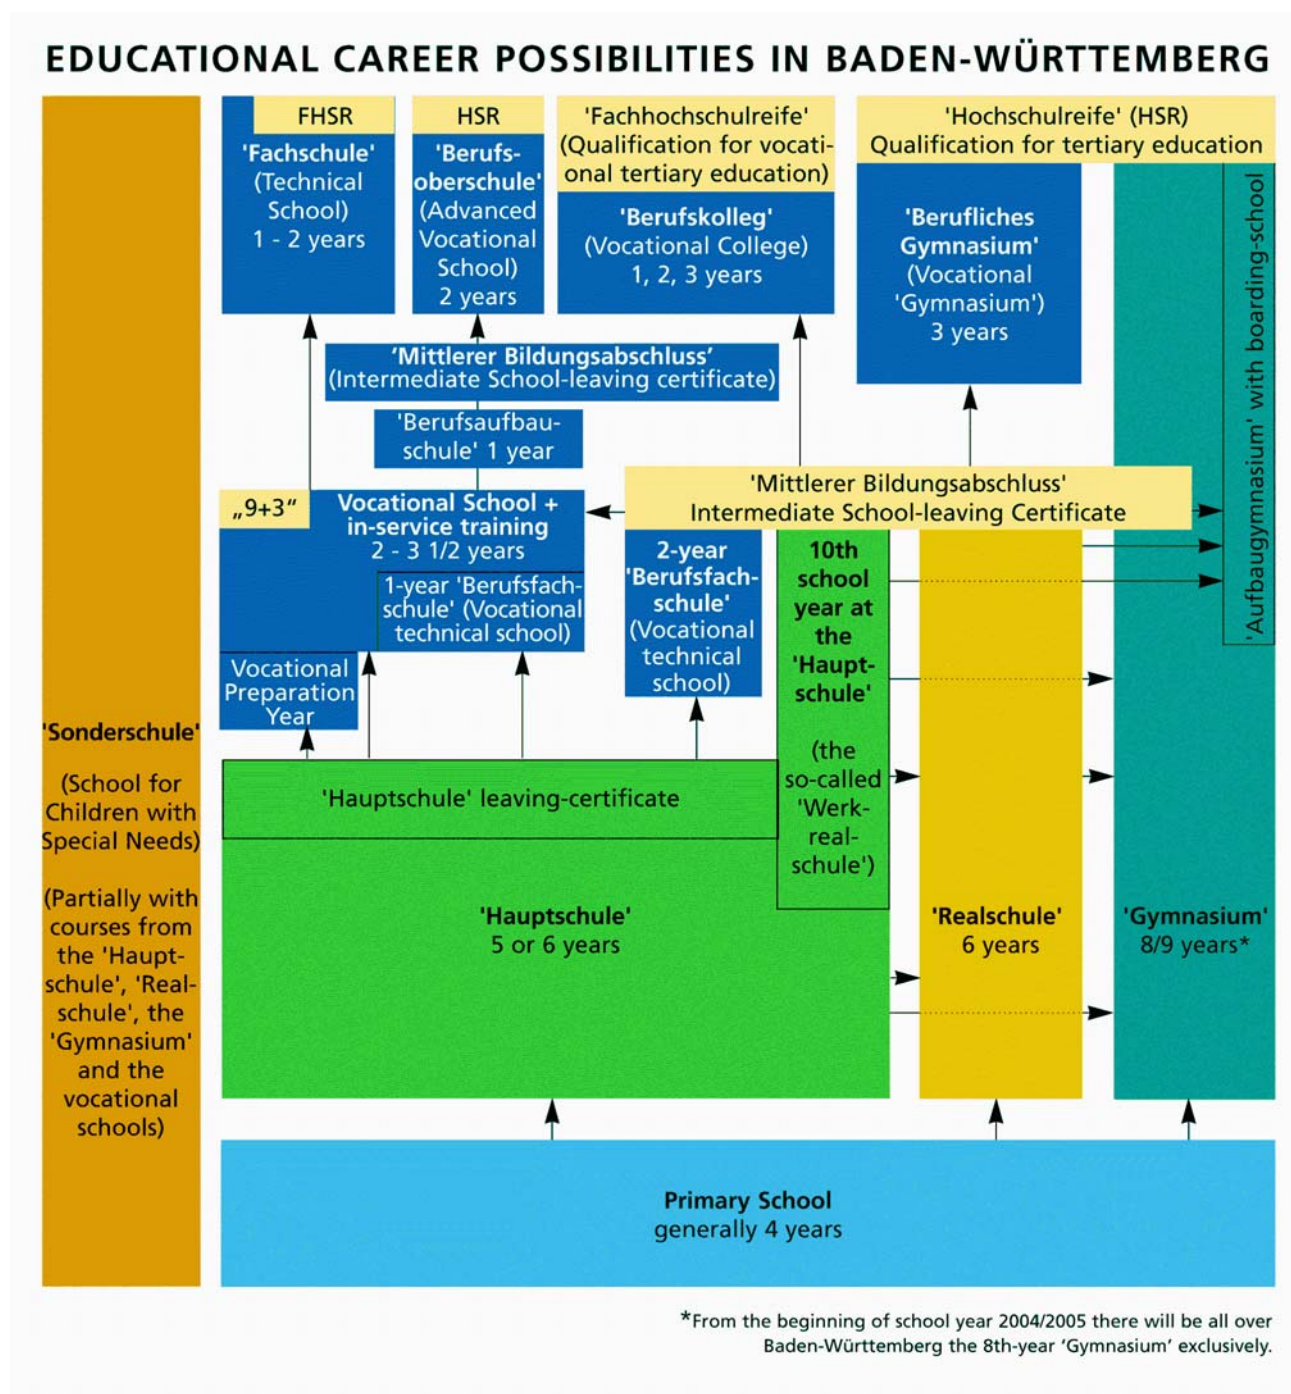 EDUCATIONAL CAREER POSSIBILITIES IN BADEN-WÜRTTEMBERG
FHSR
'Fachschule'
(Technical
School)
1 - 2 years
HSR
'Berufs-
oberschule'
(Advanced
Vocational
School)
2 years
'Fachhochschulreife'
(Qualification for vocati-
onal tertiary education)
'Berufskolleg'
(Vocational College)
1, 2, 3 years
'Hochschulreife' (HSR)
Qualification for tertiary education
'Berufliches
Gymnasium'
(Vocational
'Gymnasium')
3 years
'Aufbaugymnasium' with boarding-school
'Mittlerer Bildungsabschluss'
(Intermediate School-leaving certificate)
'Berufsaufbau-
schule' 1 year
„9+3“
Vocational School +
in-service training
2 - 3 1/2 years
1-year 'Berufsfach-
schule' (Vocational
technical school)
Vocational
Preparation
Year
'Mittlerer Bildungsabschluss'
Intermediate School-leaving Certificate
2-year
'Berufsfach-
schule'
(Vocational
technical
school)
10th
school
year at
the
'Haupt-
schule'
(the
so-called
'Werk-
real-
schule')
'Hauptschule' leaving-certificate
'Hauptschule'
5 or 6 years
'Realschule'
6 years
'Gymnasium'
8/9 years*
'Sonderschule'
(School for
Children with
Special Needs)
(Partially with
courses from
the 'Haupt-
schule', 'Real-
schule', the
'Gymnasium'
and the
vocational
schools)
Primary School
generally 4 years
*From the beginning of school year 2004/2005 there will be all over
Baden-Württemberg the 8th-year ‘Gymnasium’ exclusively.